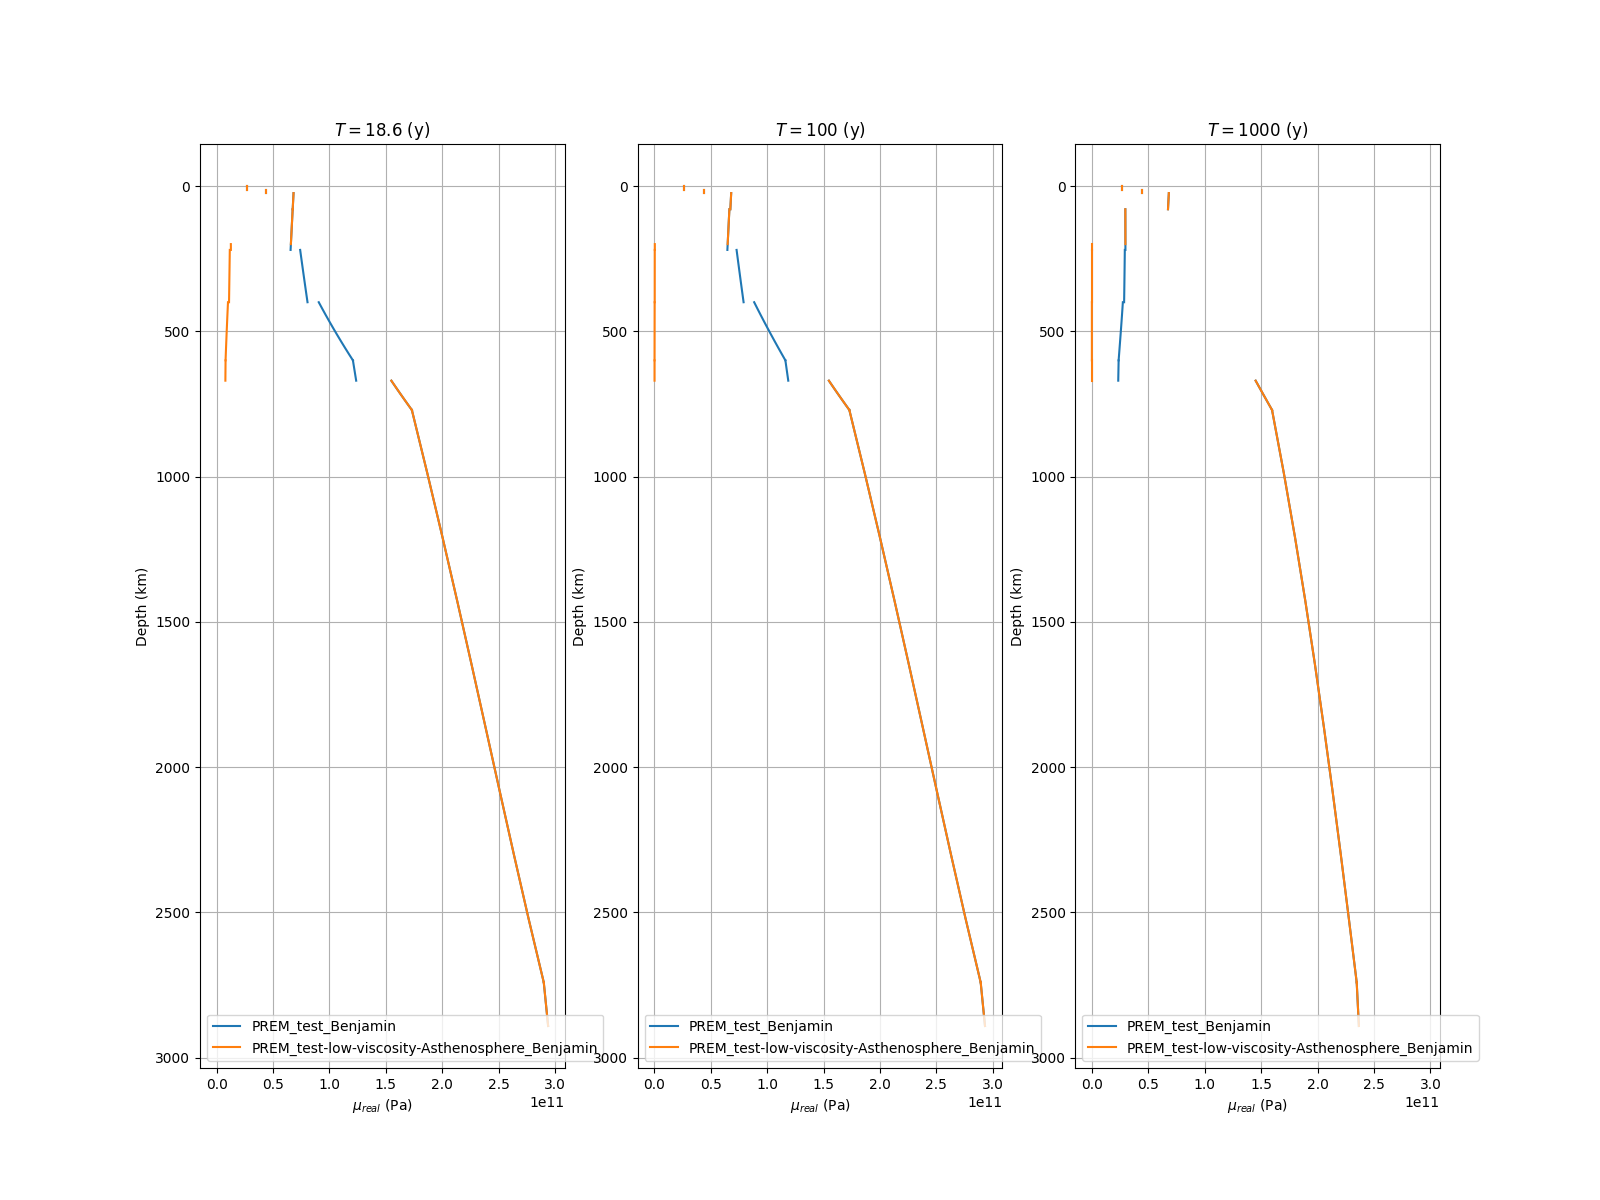 T = 18.6 (y)
0
500
1000
1500
2000
2500
3000
Depth (km)
PREM_test_Benjamin
PREM_test-low-viscosity-Asthenosphere_Benjamin
0.0 0.5 1.0 1.5 2.0 2.5 3.0
1e11
μreal (Pa)
T = 100 (y)
0
500
1000
1500
2000
2500
3000
Depth (km)
PREM_test_Benjamin
PREM_test-low-viscosity-Asthenosphere_Benjamin
0.0 0.5 1.0 1.5 2.0 2.5 3.0
1e11
μreal (Pa)
T = 1000 (y)
0
500
1000
1500
2000
2500
3000
Depth (km)
PREM_test_Benjamin
PREM_test-low-viscosity-Asthenosphere_Benjamin
0.0 0.5 1.0 1.5 2.0 2.5 3.0
1e11
μreal (Pa)